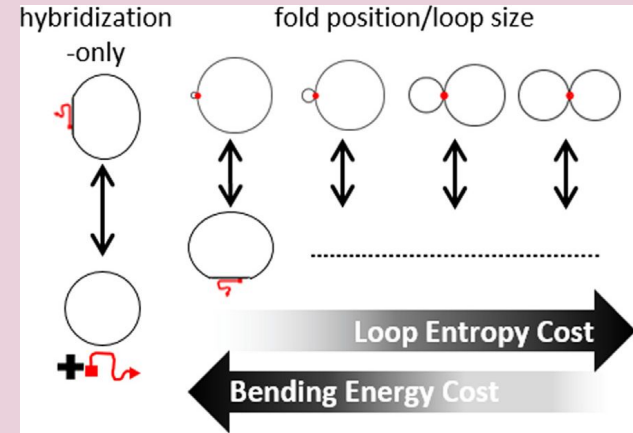 hybridization
-only
fold position/loop size
Loop Entropy Cost
Bending Energy Cost